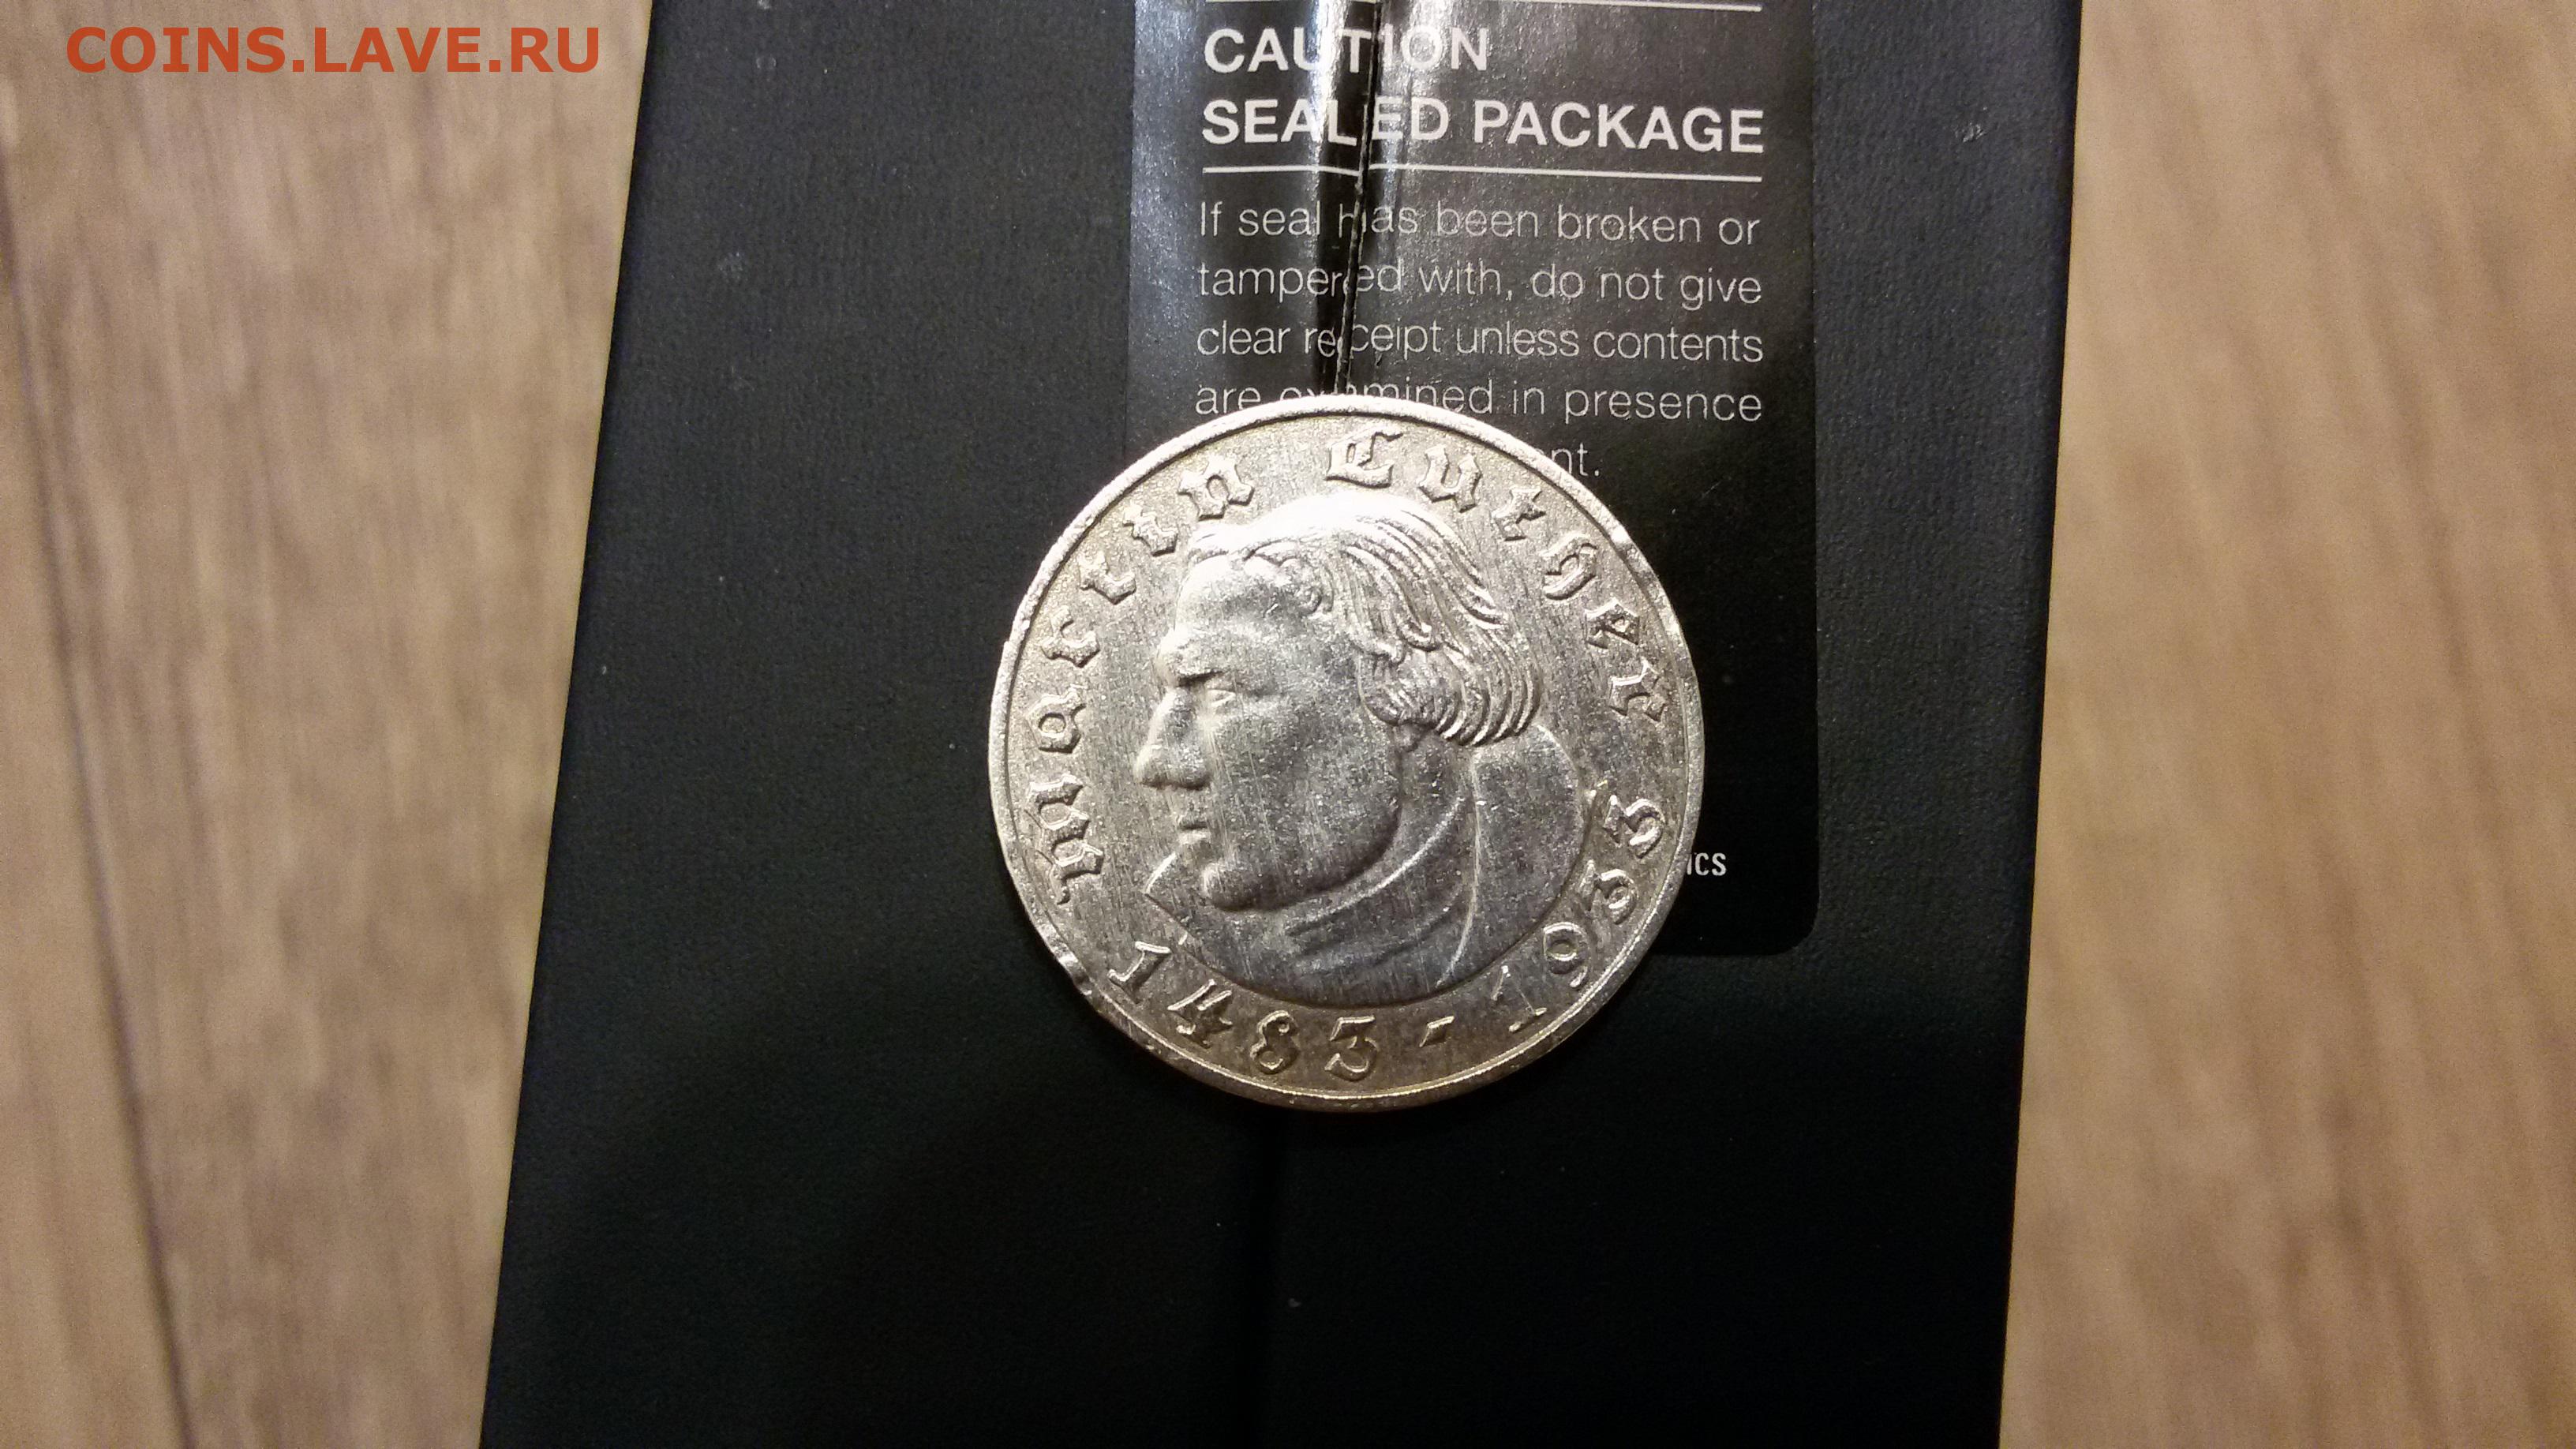 COINS.LAVE.RU
CAUTION
SEALED PACKAGE
If seal has been broken or
tampered with, do not give
clear receipt unless contents
are examined in presence
nt.
ics
Martin Luther
1483-1933